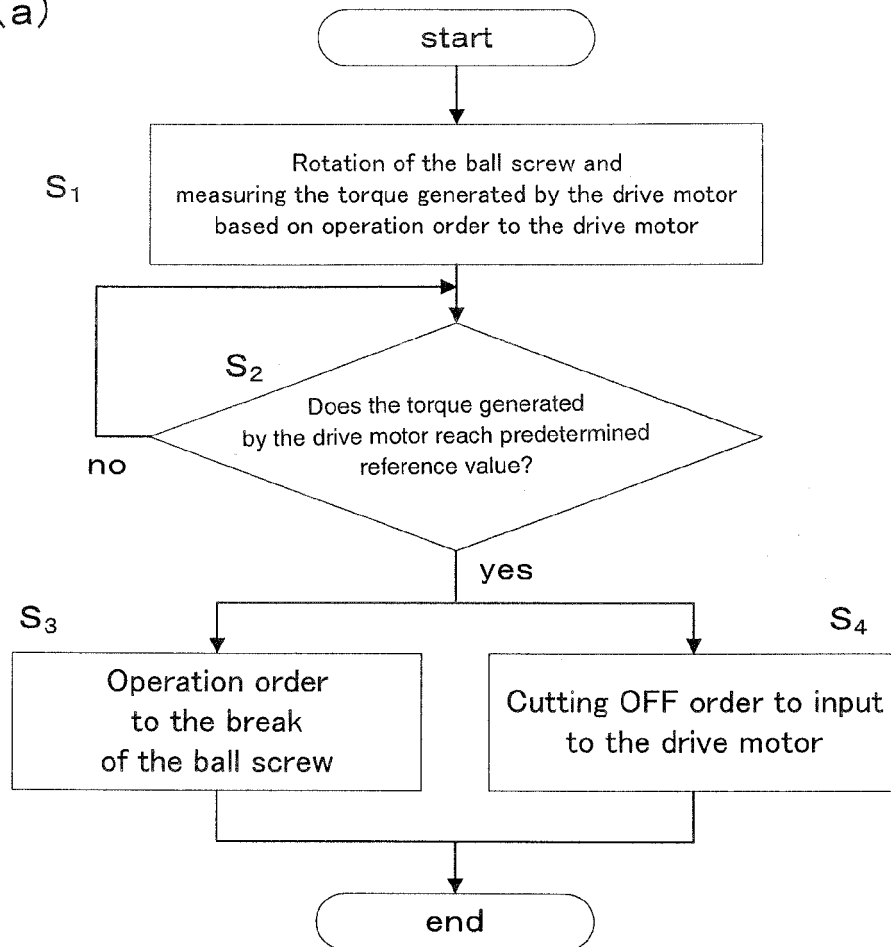 (a)
start
S₁
Rotation of the ball screw and
measuring the torque generated by the drive motor
based on operation order to the drive motor
S₂
Does the torque generated
by the drive motor reach predetermined
reference value?
no
yes
S₃
Operation order
to the break
of the ball screw
S₄
Cutting OFF order to input
to the drive motor
end